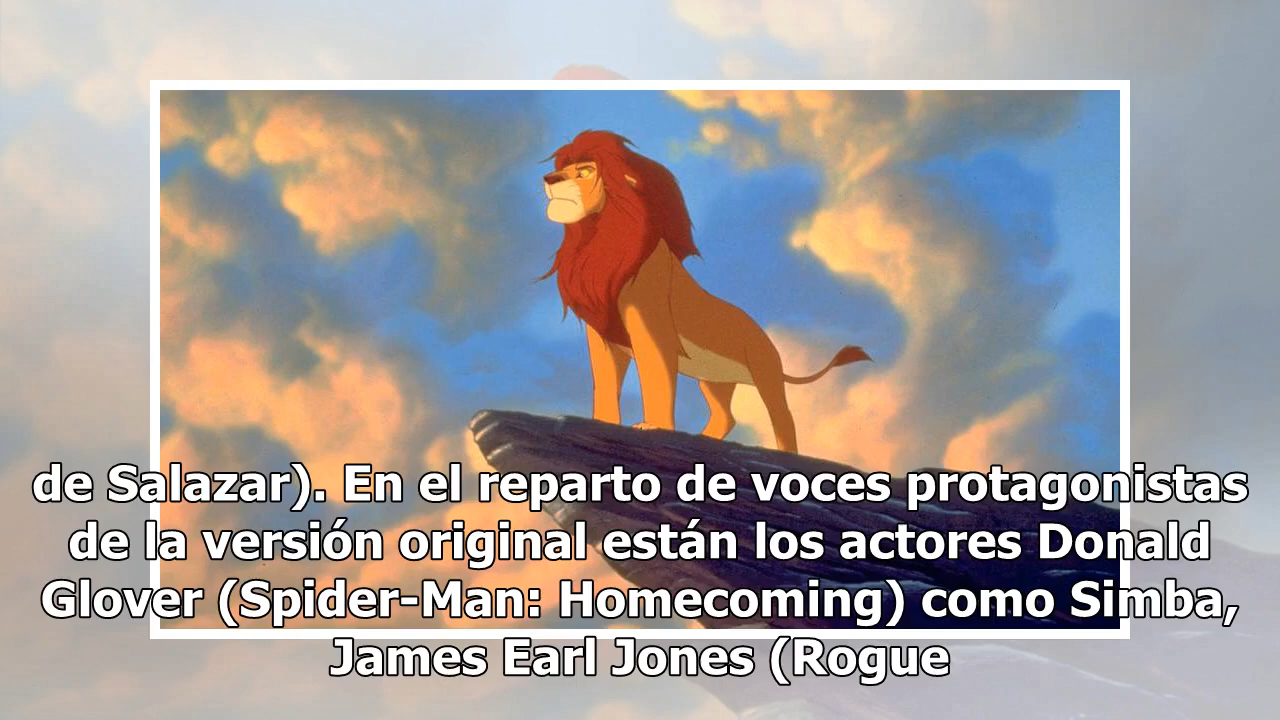 de Salazar). En el reparto de voces protagonistas
de la versión original están los actores Donald
Glover (Spider-Man: Homecoming) como Simba,
James Earl Jones (Rogue